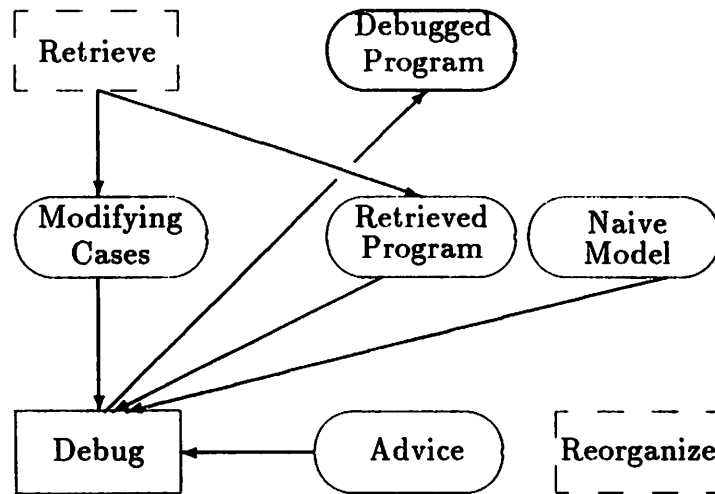 Retrieve
Debugged
Program
Modifying
Cases
Retrieved
Program
Naive
Model
Debug
Advice
Reorganize